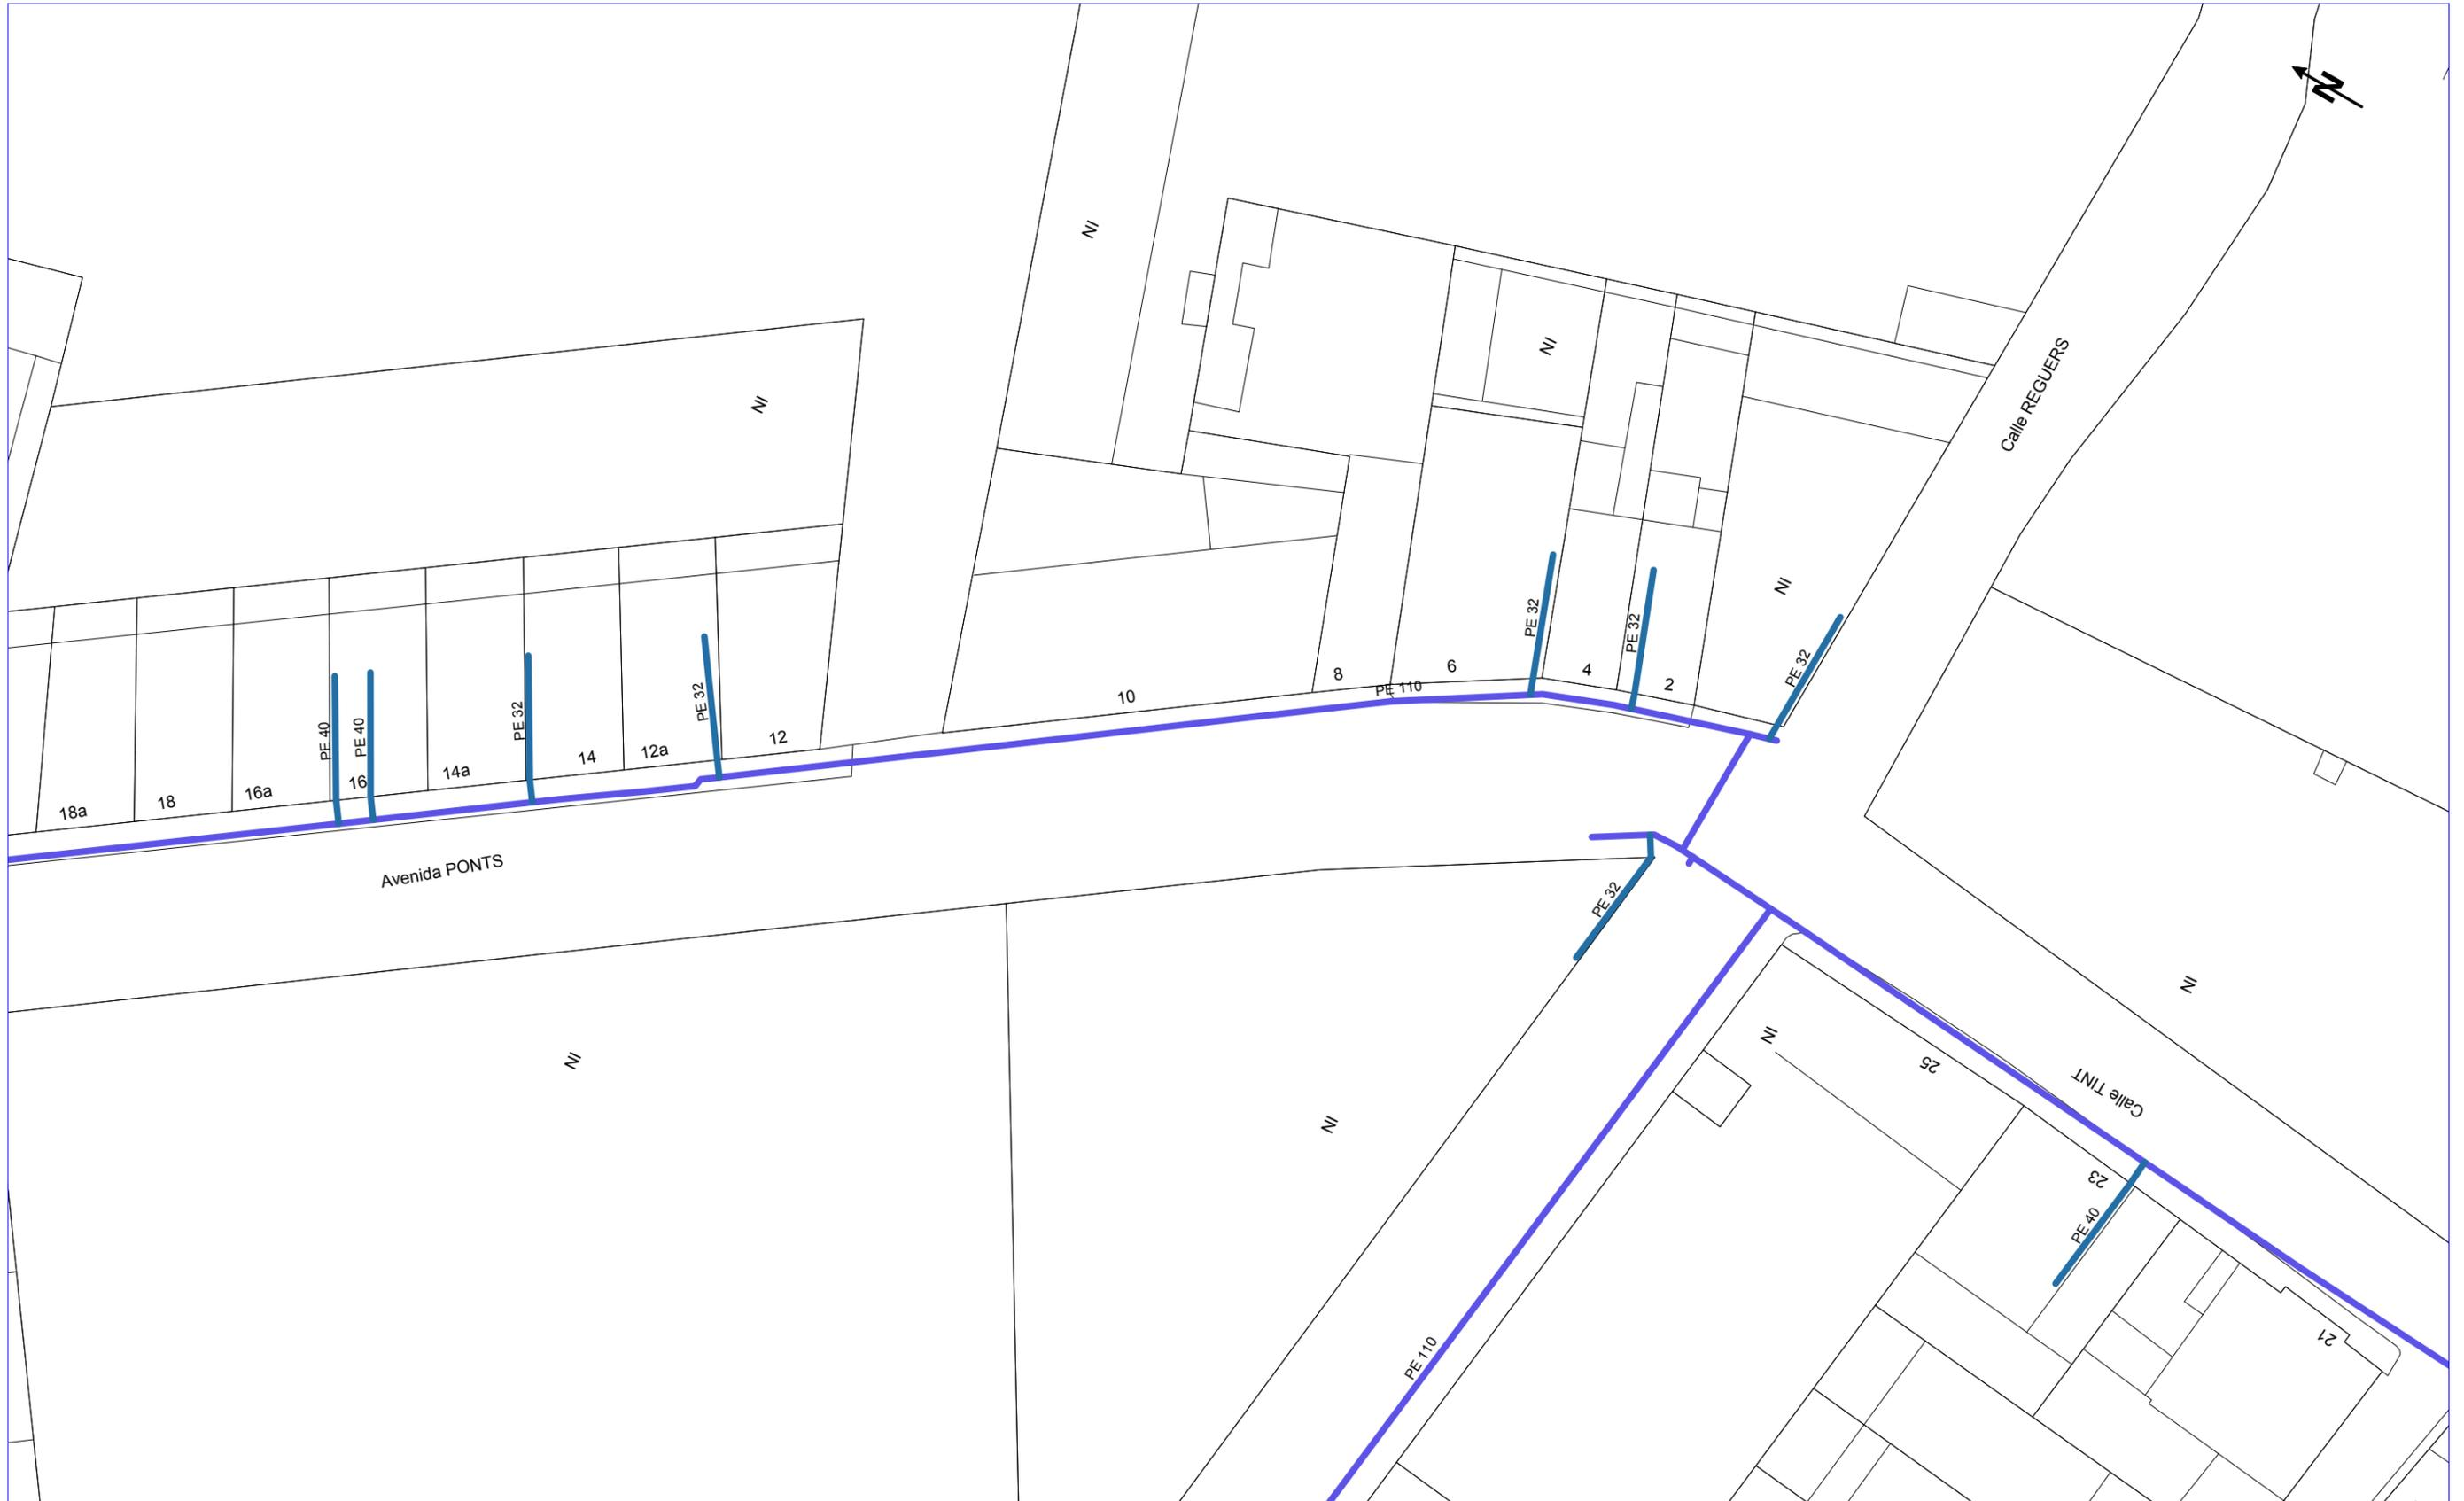 N
NI
NI
NI
Calle REGUERS
NI
PE 32
PE 32
PE 32
8
6
4
2
PE 110
10
PE 32
PE 32
PE 40
PE 40
12
12a
14
14a
16
16a
18
18a
Avenida PONTS
PE 32
NI
NI
NI
NI
25
Calle TINT
23
PE 40
21
PE 110